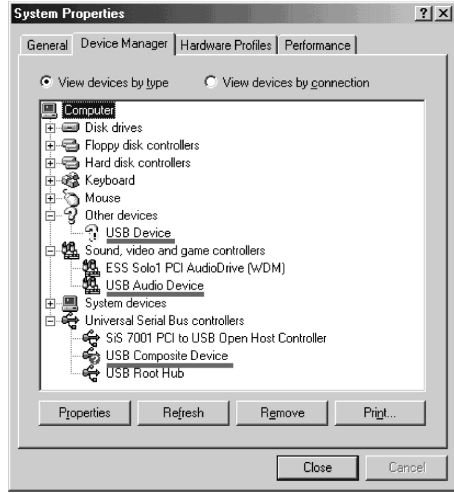 System Properties
General Device Manager Hardware Profiles Performance
View devices by type View devices by connection
Computer
Disk drives
Floppy disk controllers
Hard disk controllers
Keyboard
Mouse
Other devices
USB Device
Sound, video and game controllers
ESS Solo1 PCI AudioDrive (WDM)
USB Audio Device
System devices
Universal Serial Bus controllers
SiS 7001 PCI to USB Open Host Controller
USB Composite Device
USB Root Hub
Properties Refresh Remove Print...
Close Cancel